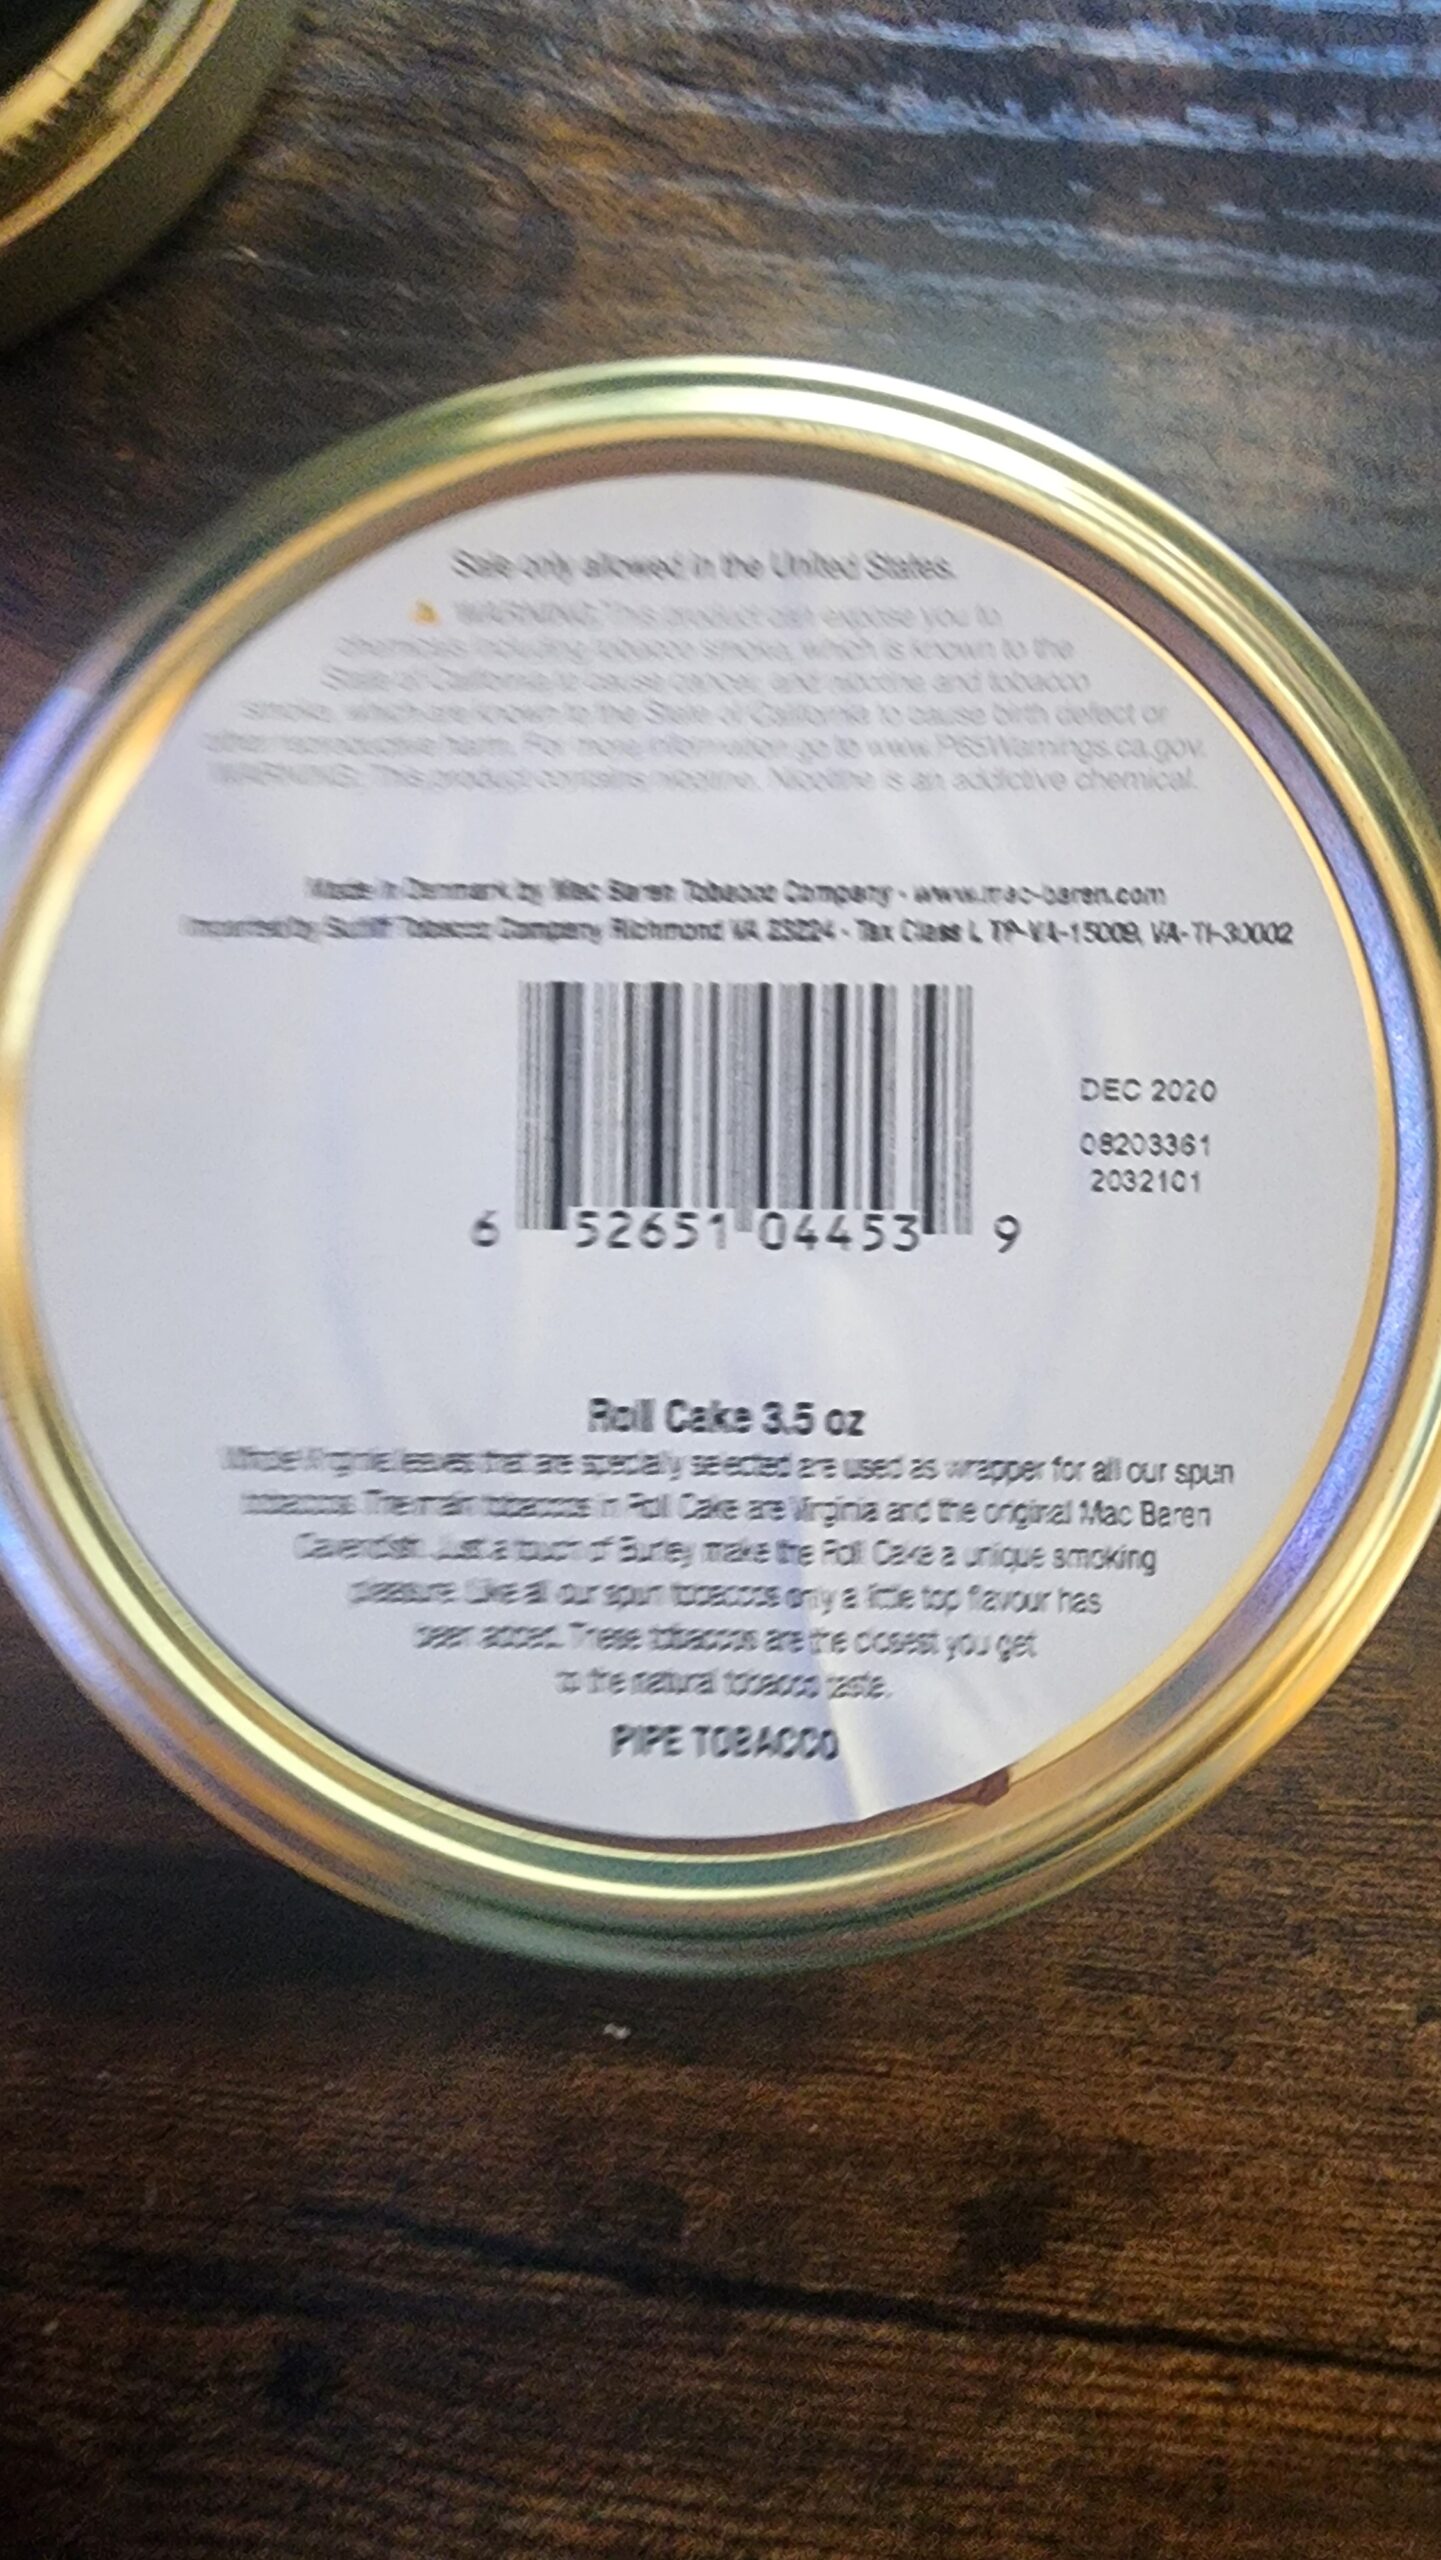 Sale only allowed in the United States.
WARNING: This product can expose you to
chemicals including tobacco smoke, which is known to the
State of California to cause cancer, and nicotine and tobacco
smoke, which are known to the State of California to cause birth defect or
other reproductive harm. For more information go to www.P65Warnings.ca.gov.
WARNING: This product contains nicotine. Nicotine is an addictive chemical.
Made in Denmark by Mac Baren Tobacco Company - www.mac-baren.com
Imported by Sutliff Tobacco Company Richmond VA 23224 - Tax Class L TP-VA-15009, VA-TI-30002
DEC 2020
08203361
2032101
6 52651 04453 9
Roll Cake 3.5 oz
Whole Virginia leaves that are specially selected are used as wrapper for all our spun
tobaccos. The main tobaccos in Roll Cake are Virginia and the original Mac Baren
Cavendish. Just a touch of Burley make the Roll Cake a unique smoking
pleasure. Like all our spun tobaccos only a little top flavour has
been added. These tobaccos are the closest you get
to the natural tobacco taste.
PIPE TOBACCO